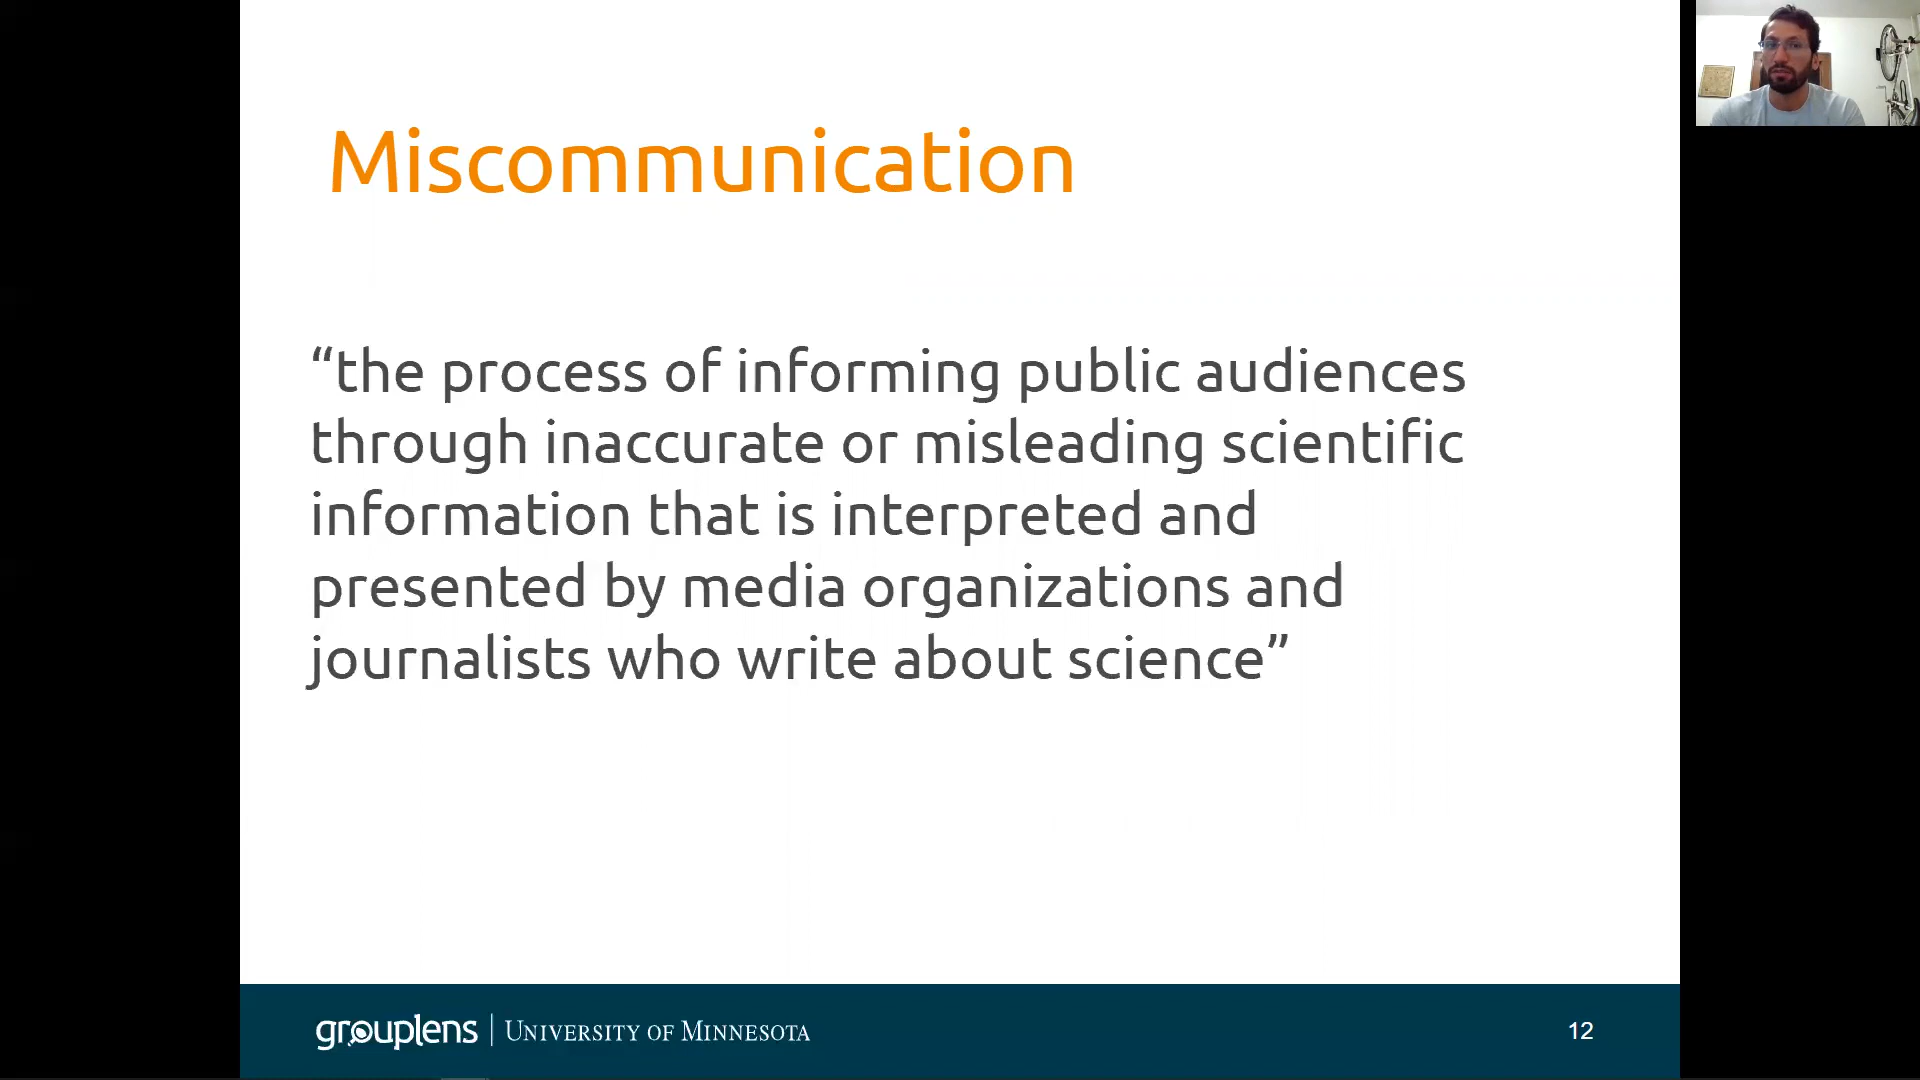 Miscommunication
“the process of informing public audiences
through inaccurate or misleading scientific
information that is interpreted and
presented by media organizations and
journalists who write about science”
grouplens | UNIVERSITY OF MINNESOTA
12